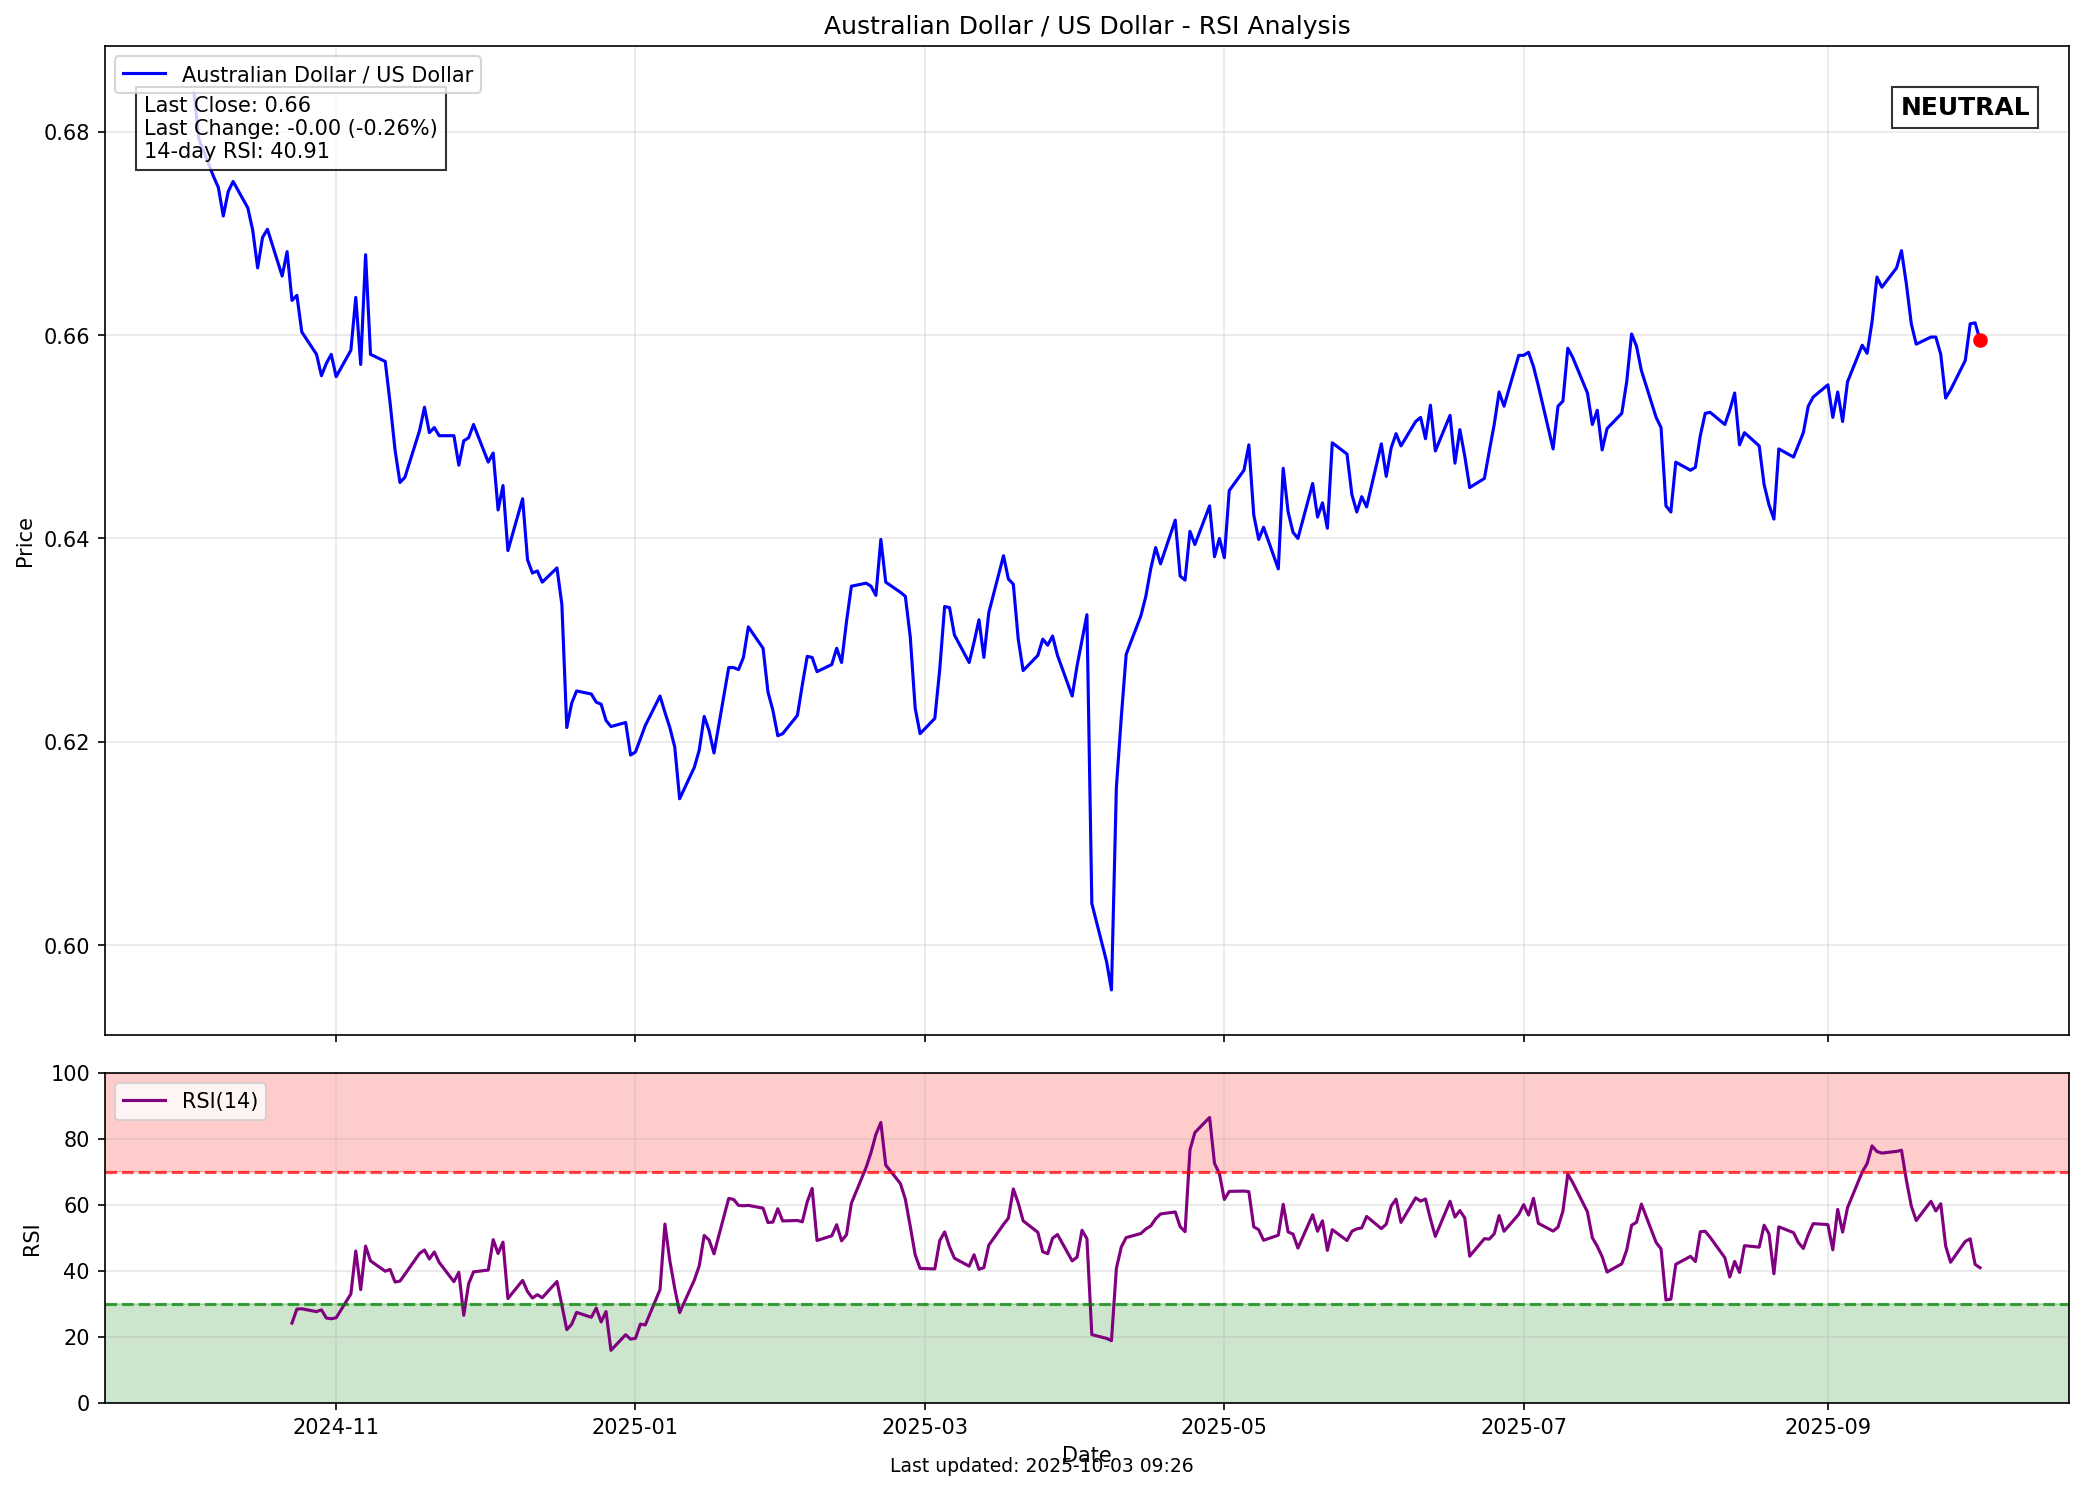 Australian Dollar / US Dollar - RSI Analysis
Australian Dollar / US Dollar
Last Close: 0.66
Last Change: -0.00 (-0.26%)
14-day RSI: 40.91
NEUTRAL
0.68
0.66
0.64
0.62
0.60
Price
RSI(14)
100
80
60
40
20
0
RSI
2024-11
2025-01
2025-03
2025-05
2025-07
2025-09
Date
Last updated: 2025-10-03 09:26